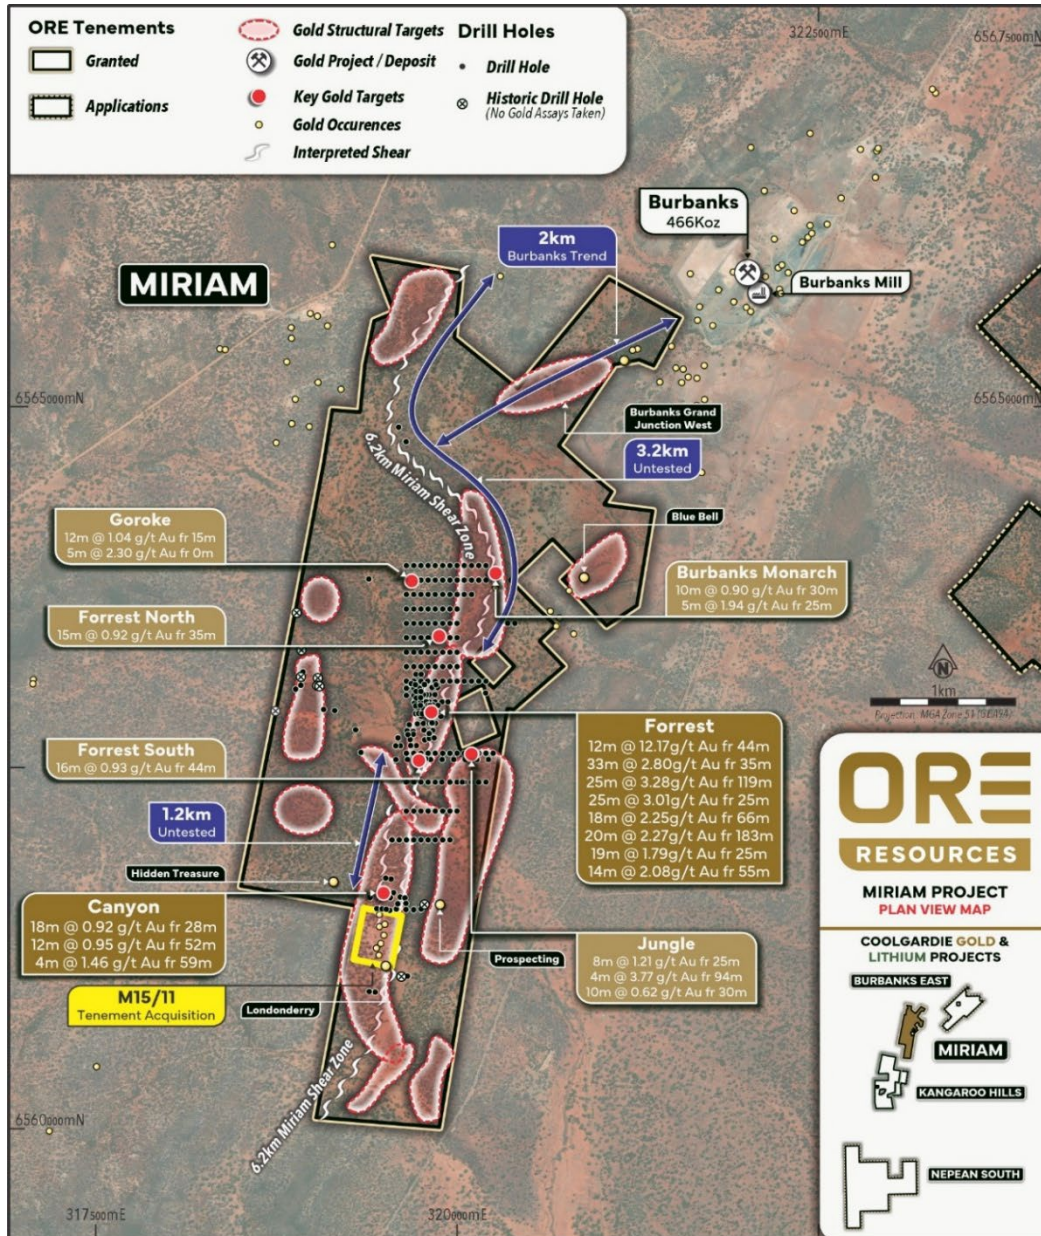 ORE Tenements
Granted
Applications
Gold Structural Targets
Gold Project / Deposit
Key Gold Targets
Gold Occurences
Interpreted Shear
Drill Holes
Drill Hole
Historic Drill Hole
(No Gold Assays Taken)
322500mE
6567500mN
MIRIAM
2km
Burbanks Trend
Burbanks
466Koz
Burbanks Mill
6565000mN
6565000mN
Burbanks Grand
Junction West
6.2km Miriam Shear Zone
3.2km
Untested
Goroke
12m @ 1.04 g/t Au fr 15m
5m @ 2.30 g/t Au fr 0m
Blue Bell
Burbanks Monarch
10m @ 0.90 g/t Au fr 30m
5m @ 1.94 g/t Au fr 25m
Forrest North
15m @ 0.92 g/t Au fr 35m
N
1km
Forrest South
16m @ 0.93 g/t Au fr 44m
Forrest
12m @ 12.17g/t Au fr 44m
33m @ 2.80g/t Au fr 35m
25m @ 3.28g/t Au fr 119m
25m @ 3.01g/t Au fr 25m
18m @ 2.25g/t Au fr 66m
20m @ 2.27g/t Au fr 183m
19m @ 1.79g/t Au fr 25m
14m @ 2.08g/t Au fr 55m
1.2km
Untested
Hidden Treasure
Canyon
18m @ 0.92 g/t Au fr 28m
12m @ 0.95 g/t Au fr 52m
4m @ 1.46 g/t Au fr 59m
Prospecting
Jungle
8m @ 1.21 g/t Au fr 25m
4m @ 3.77 g/t Au fr 94m
10m @ 0.62 g/t Au fr 30m
M15/11
Tenement Acquisition
Londonderry
6.2km Miriam Shear Zone
6560000mN
317500mE
320000mE
ORE
RESOURCES
MIRIAM PROJECT
PLAN VIEW MAP
COOLGARDIE GOLD &
LITHIUM PROJECTS
BURBANKS EAST
MIRIAM
KANGAROO HILLS
NEPEAN SOUTH